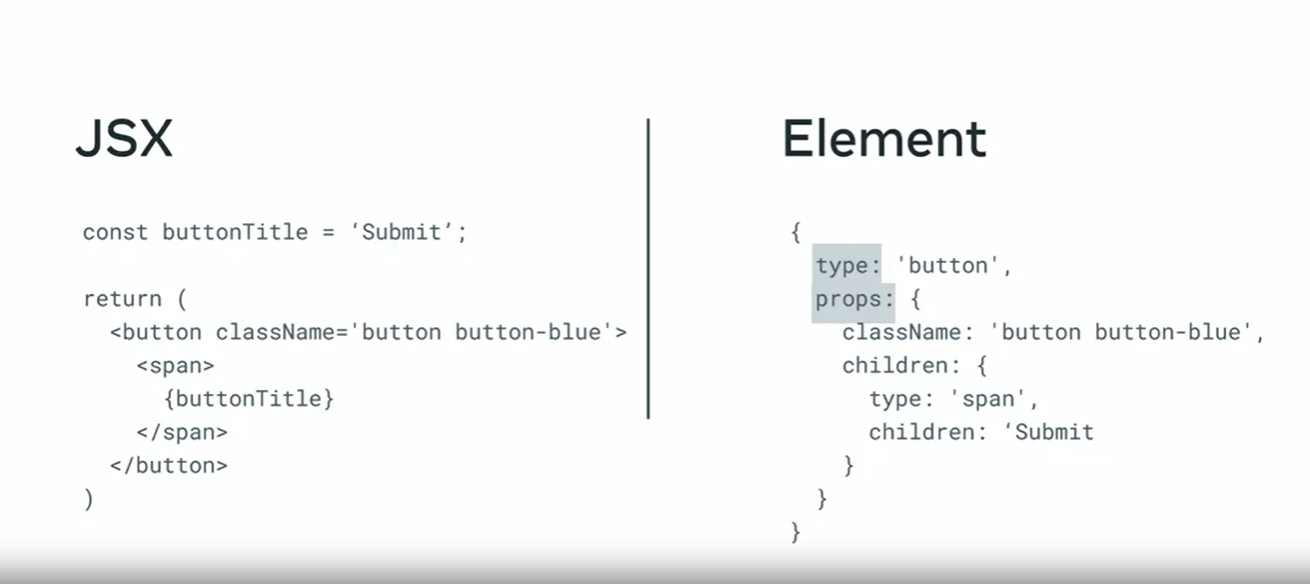 JSX
const buttonTitle = ‘Submit’;
return (
<button className='button button-blue'>
<span>
{buttonTitle}
</span>
</button>
)
Element
{
type: 'button',
props: {
className: 'button button-blue',
children: {
type: 'span',
children: ‘Submit
}
}
}